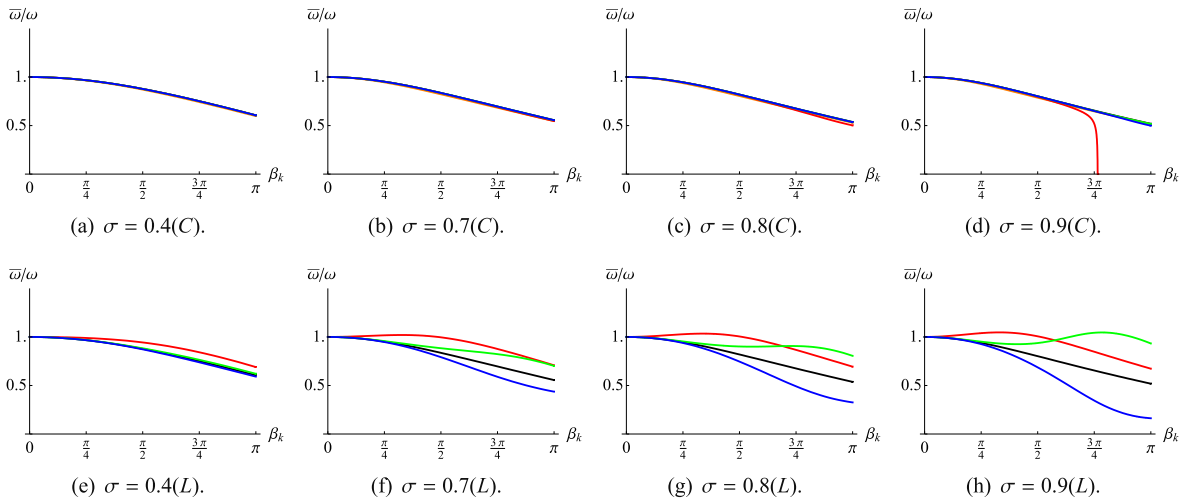 ω̅/ω ω̅/ω ω̅/ω ω̅/ω
1. 1. 1. 1.
0.5 0.5 0.5 0.5
0 π/4 π/2 3π/4 π β_k 0 π/4 π/2 3π/4 π β_k 0 π/4 π/2 3π/4 π β_k 0 π/4 π/2 3π/4 π β_k
(a) σ = 0.4(C). (b) σ = 0.7(C). (c) σ = 0.8(C). (d) σ = 0.9(C).
ω̅/ω ω̅/ω ω̅/ω ω̅/ω
1. 1. 1. 1.
0.5 0.5 0.5 0.5
0 π/4 π/2 3π/4 π β_k 0 π/4 π/2 3π/4 π β_k 0 π/4 π/2 3π/4 π β_k 0 π/4 π/2 3π/4 π β_k
(e) σ = 0.4(L). (f) σ = 0.7(L). (g) σ = 0.8(L). (h) σ = 0.9(L).